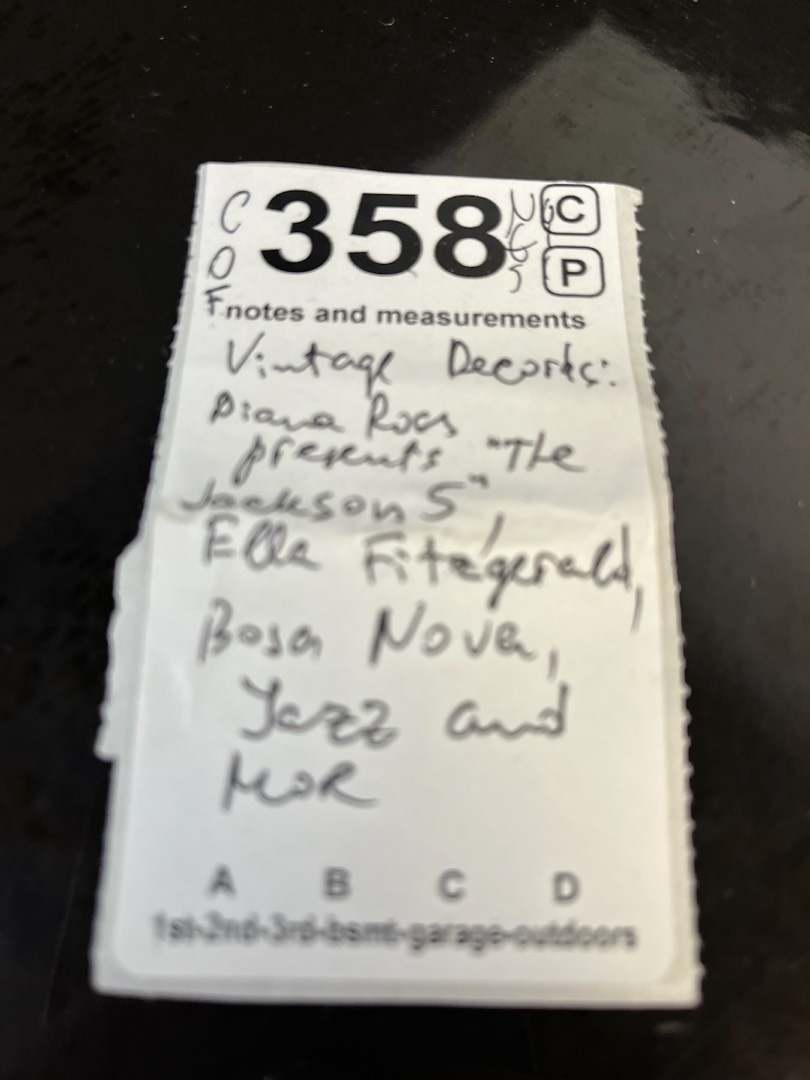 COF 358 C
P
notes and measurements
Vintage Records:
Diana Ross
presents "The
Jackson 5",
Ella Fitzgerald,
Bosa Nova,
Jazz and
MOR
A B C D
1st-2nd-3rd-bsmt-garage-outdoors